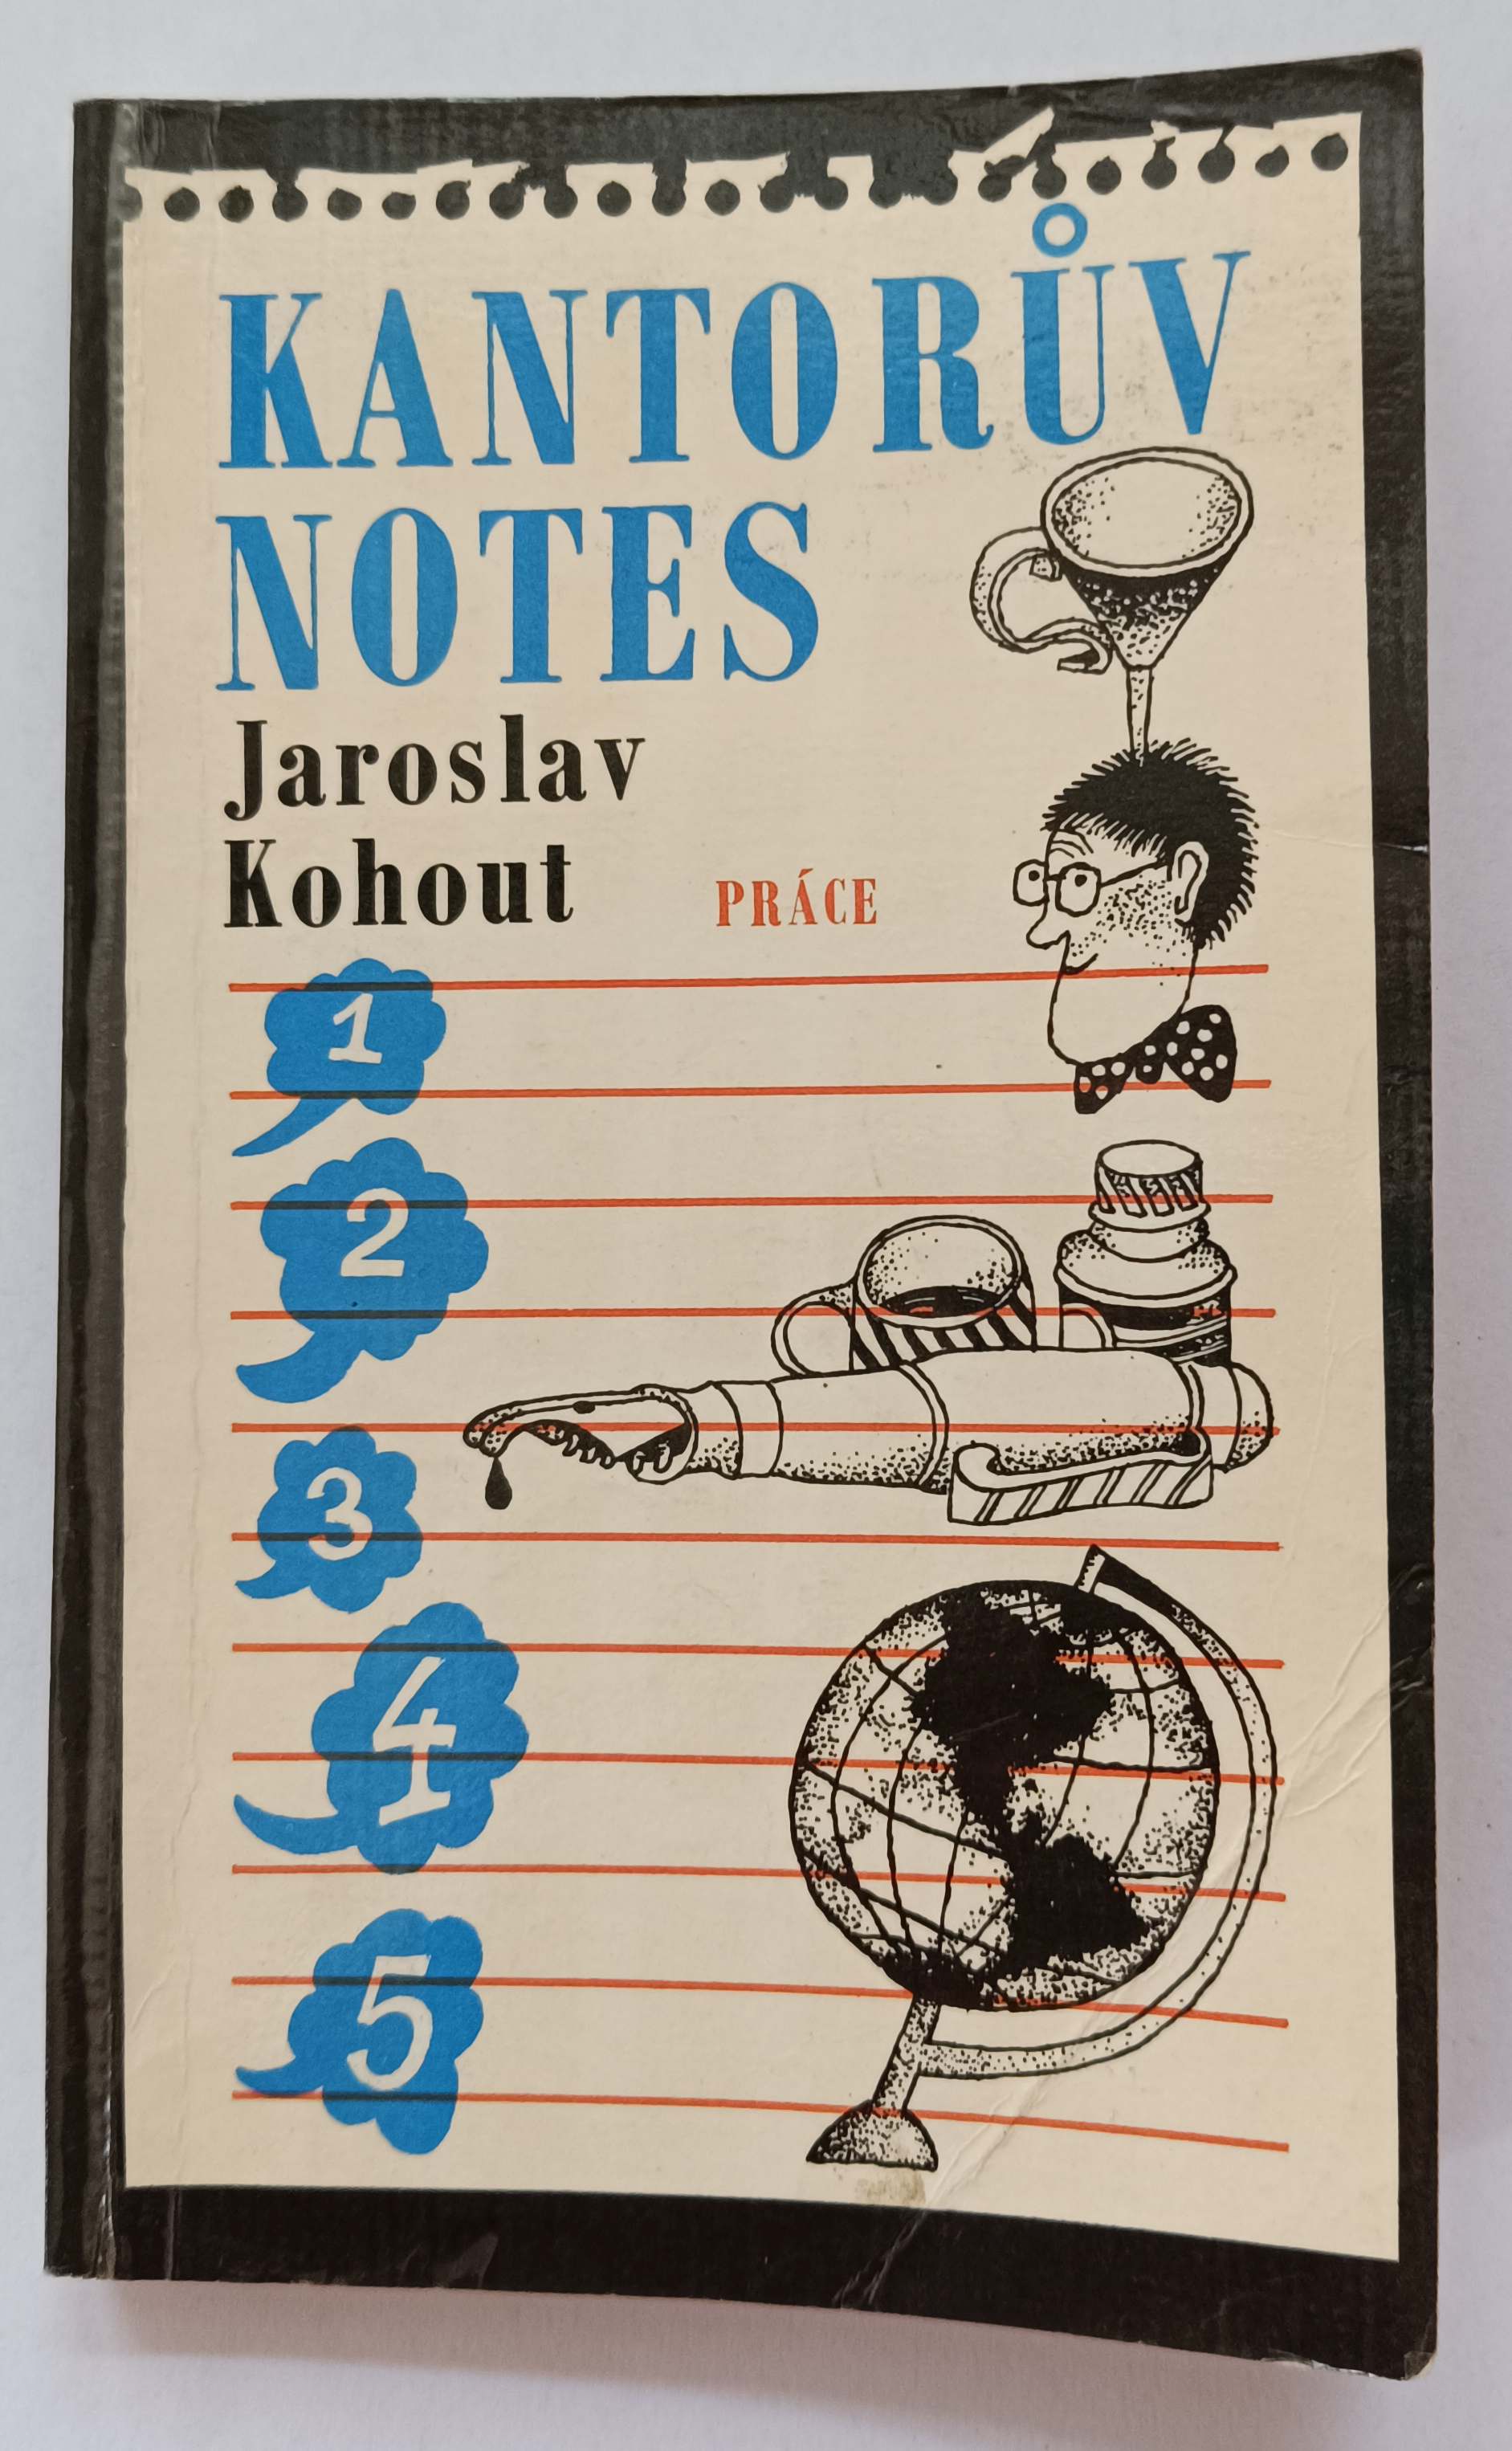 KANTORŮV
NOTES
Jaroslav
Kohout
PRÁCE
1
2
3
4
5